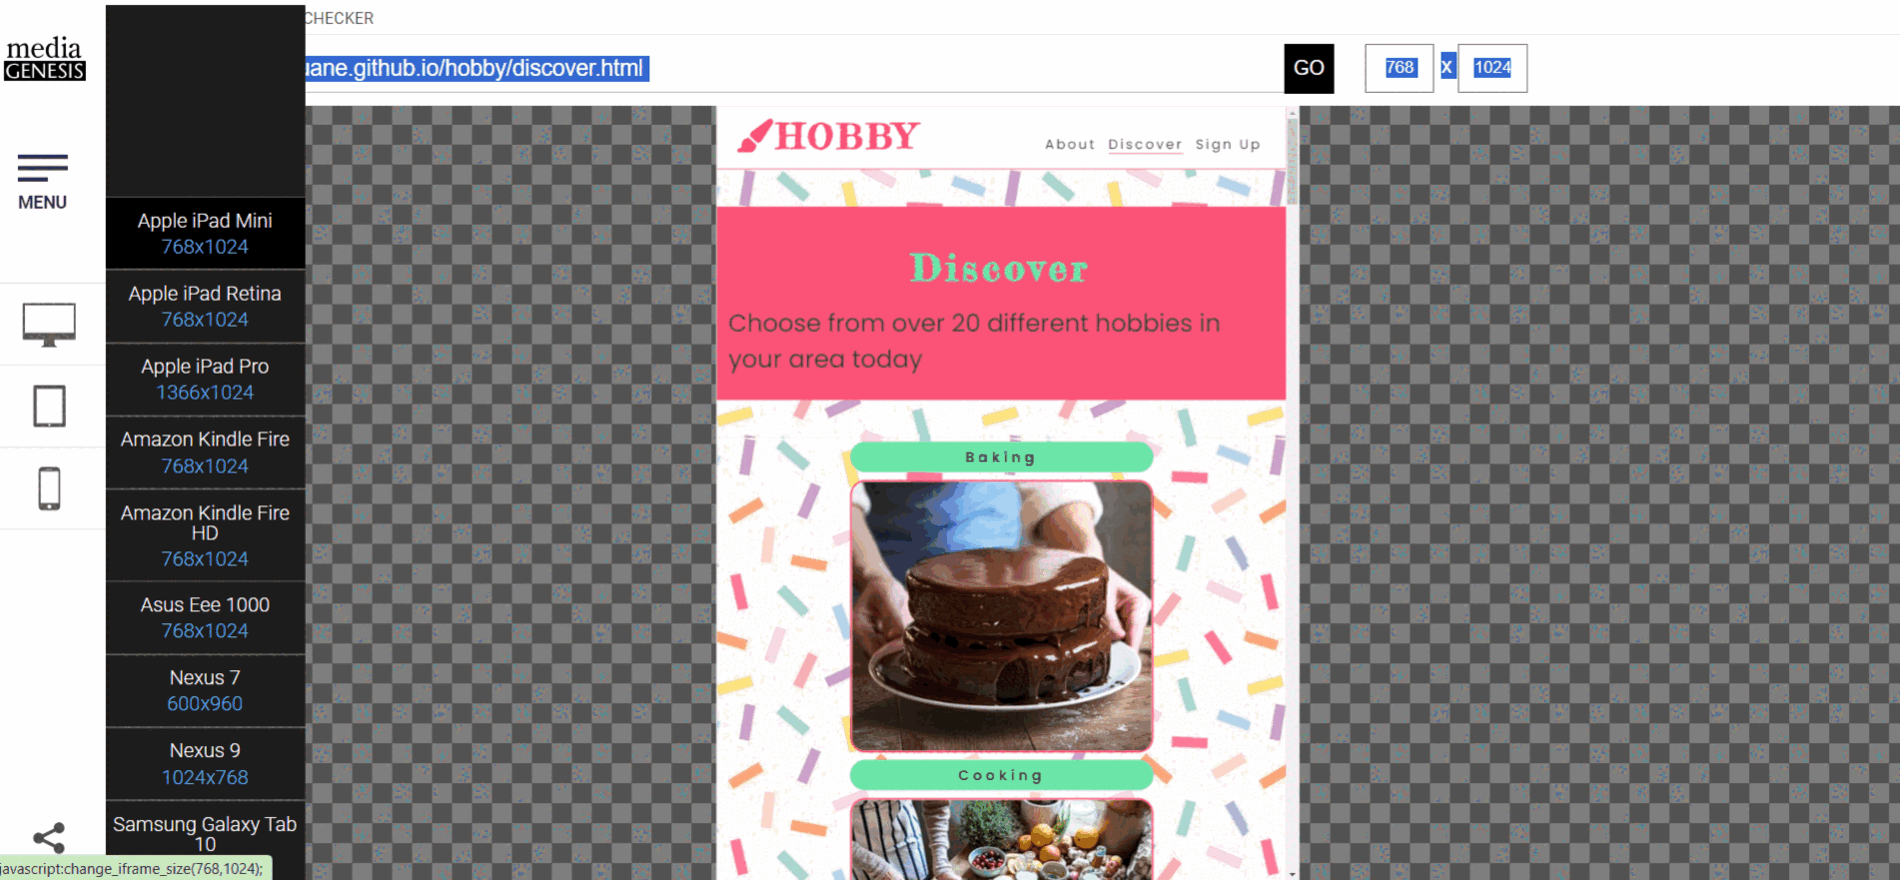 CHECKER
media
GENESIS
uane.github.io/hobby/discover.html
GO
768
x
1024
MENU
Apple iPad Mini
768x1024
Apple iPad Retina
768x1024
Apple iPad Pro
1366x1024
Amazon Kindle Fire
768x1024
Amazon Kindle Fire
HD
768x1024
Asus Eee 1000
768x1024
Nexus 7
600x960
Nexus 9
1024x768
Samsung Galaxy Tab
10
javascript:change_iframe_size(768,1024);
HOBBY
About Discover Sign Up
Discover
Choose from over 20 different hobbies in
your area today
Baking
Cooking